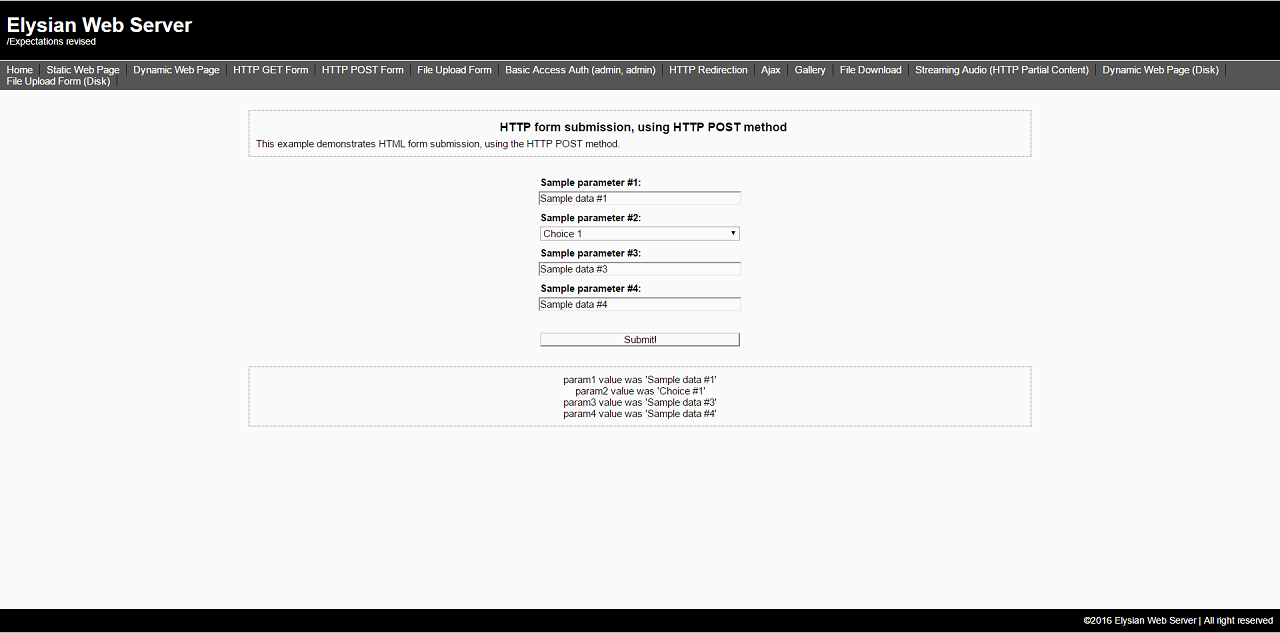 Elysian Web Server
/Expectations revised
Home Static Web Page Dynamic Web Page HTTP GET Form HTTP POST Form File Upload Form Basic Access Auth (admin, admin) HTTP Redirection Ajax Gallery File Download Streaming Audio (HTTP Partial Content) Dynamic Web Page (Disk)
File Upload Form (Disk)
HTTP form submission, using HTTP POST method
This example demonstrates HTML form submission, using the HTTP POST method.
Sample parameter #1:
Sample data #1
Sample parameter #2:
Choice 1
Sample parameter #3:
Sample data #3
Sample parameter #4:
Sample data #4
Submit!
param1 value was 'Sample data #1'
param2 value was 'Choice #1'
param3 value was 'Sample data #3'
param4 value was 'Sample data #4'
©2016 Elysian Web Server | All right reserved